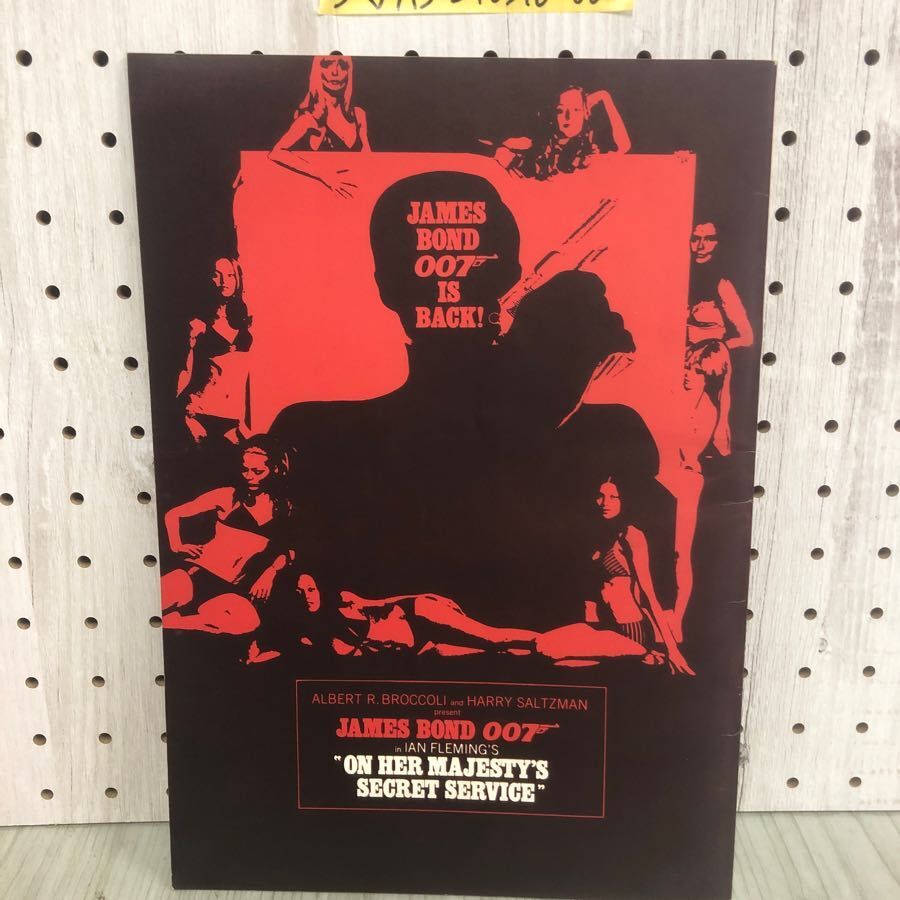 JAMES
BOND
007
IS
BACK!
ALBERT R. BROCCOLI and HARRY SALTZMAN
present
JAMES BOND 007
in IAN FLEMING'S
"ON HER MAJESTY'S
SECRET SERVICE"